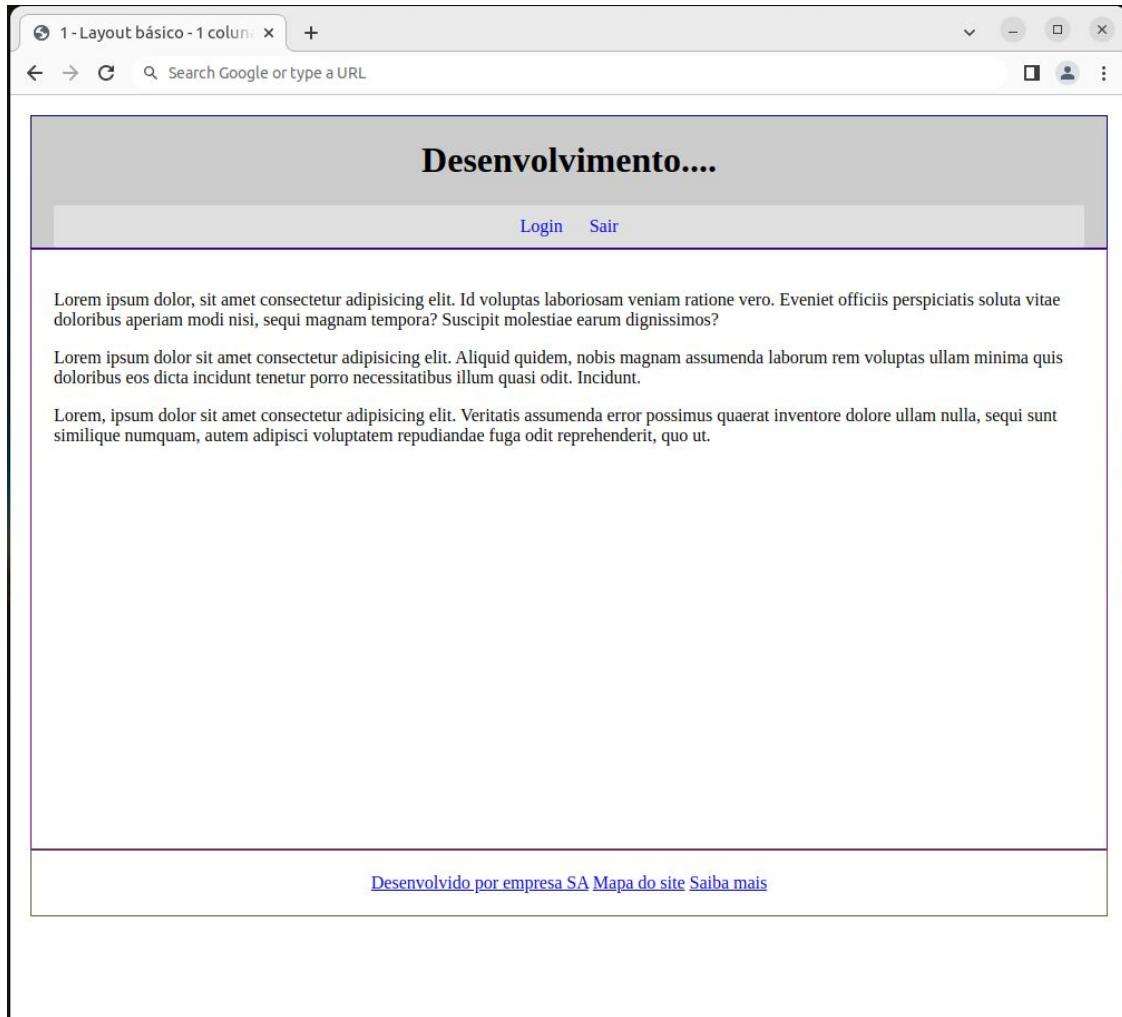 1 - Layout básico - 1 coluna
Search Google or type a URL
Desenvolvimento....
Login Sair
Lorem ipsum dolor, sit amet consectetur adipisicing elit. Id voluptas laboriosam veniam ratione vero. Eveniet officiis perspiciatis soluta vitae
doloribus aperiam modi nisi, sequi magnam tempora? Suscipit molestiae earum dignissimos?
Lorem ipsum dolor sit amet consectetur adipisicing elit. Aliquid quidem, nobis magnam assumenda laborum rem voluptas ullam minima quis
doloribus eos dicta incidunt tenetur porro necessitatibus illum quasi odit. Incidunt.
Lorem, ipsum dolor sit amet consectetur adipisicing elit. Veritatis assumenda error possimus quaerat inventore dolore ullam nulla, sequi sunt
similique numquam, autem adipisci voluptatem repudiandae fuga odit reprehenderit, quo ut.
Desenvolvido por empresa SA Mapa do site Saiba mais